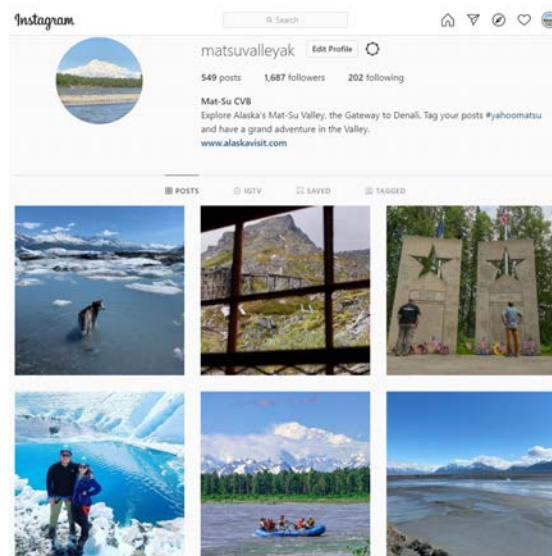 Instagram
Search
matsuvalleyak Edit Profile
549 posts 1,687 followers 202 following
Mat-Su CVB
Explore Alaska's Mat-Su Valley, the Gateway to Denali. Tag your posts #yahoomatsu
and have a grand adventure in the Valley.
www.alaskavisit.com
POSTS IGTV SAVED TAGGED